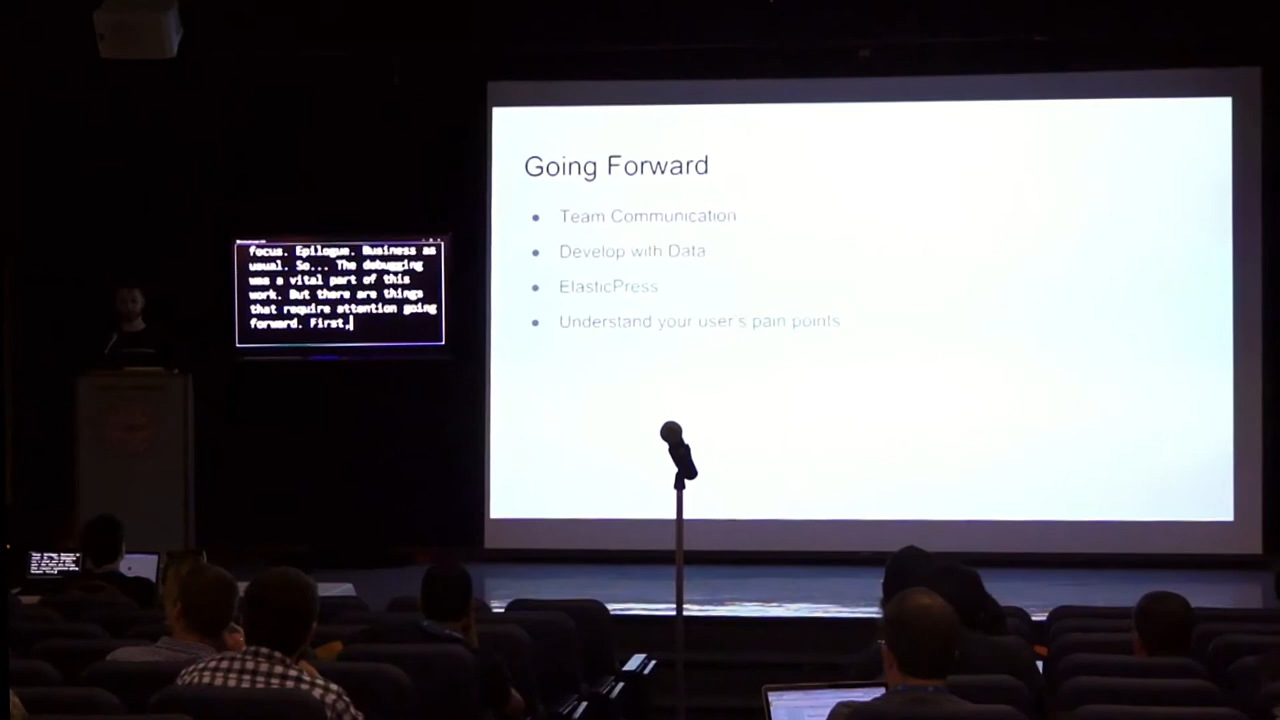 focus. Epilogue. Business as
usual. So... The debugging
was a vital part of this
work. But there are things
that require attention going
forward. First,
Going Forward
• Team Communication
• Develop with Data
• ElasticPress
• Understand your user's pain points